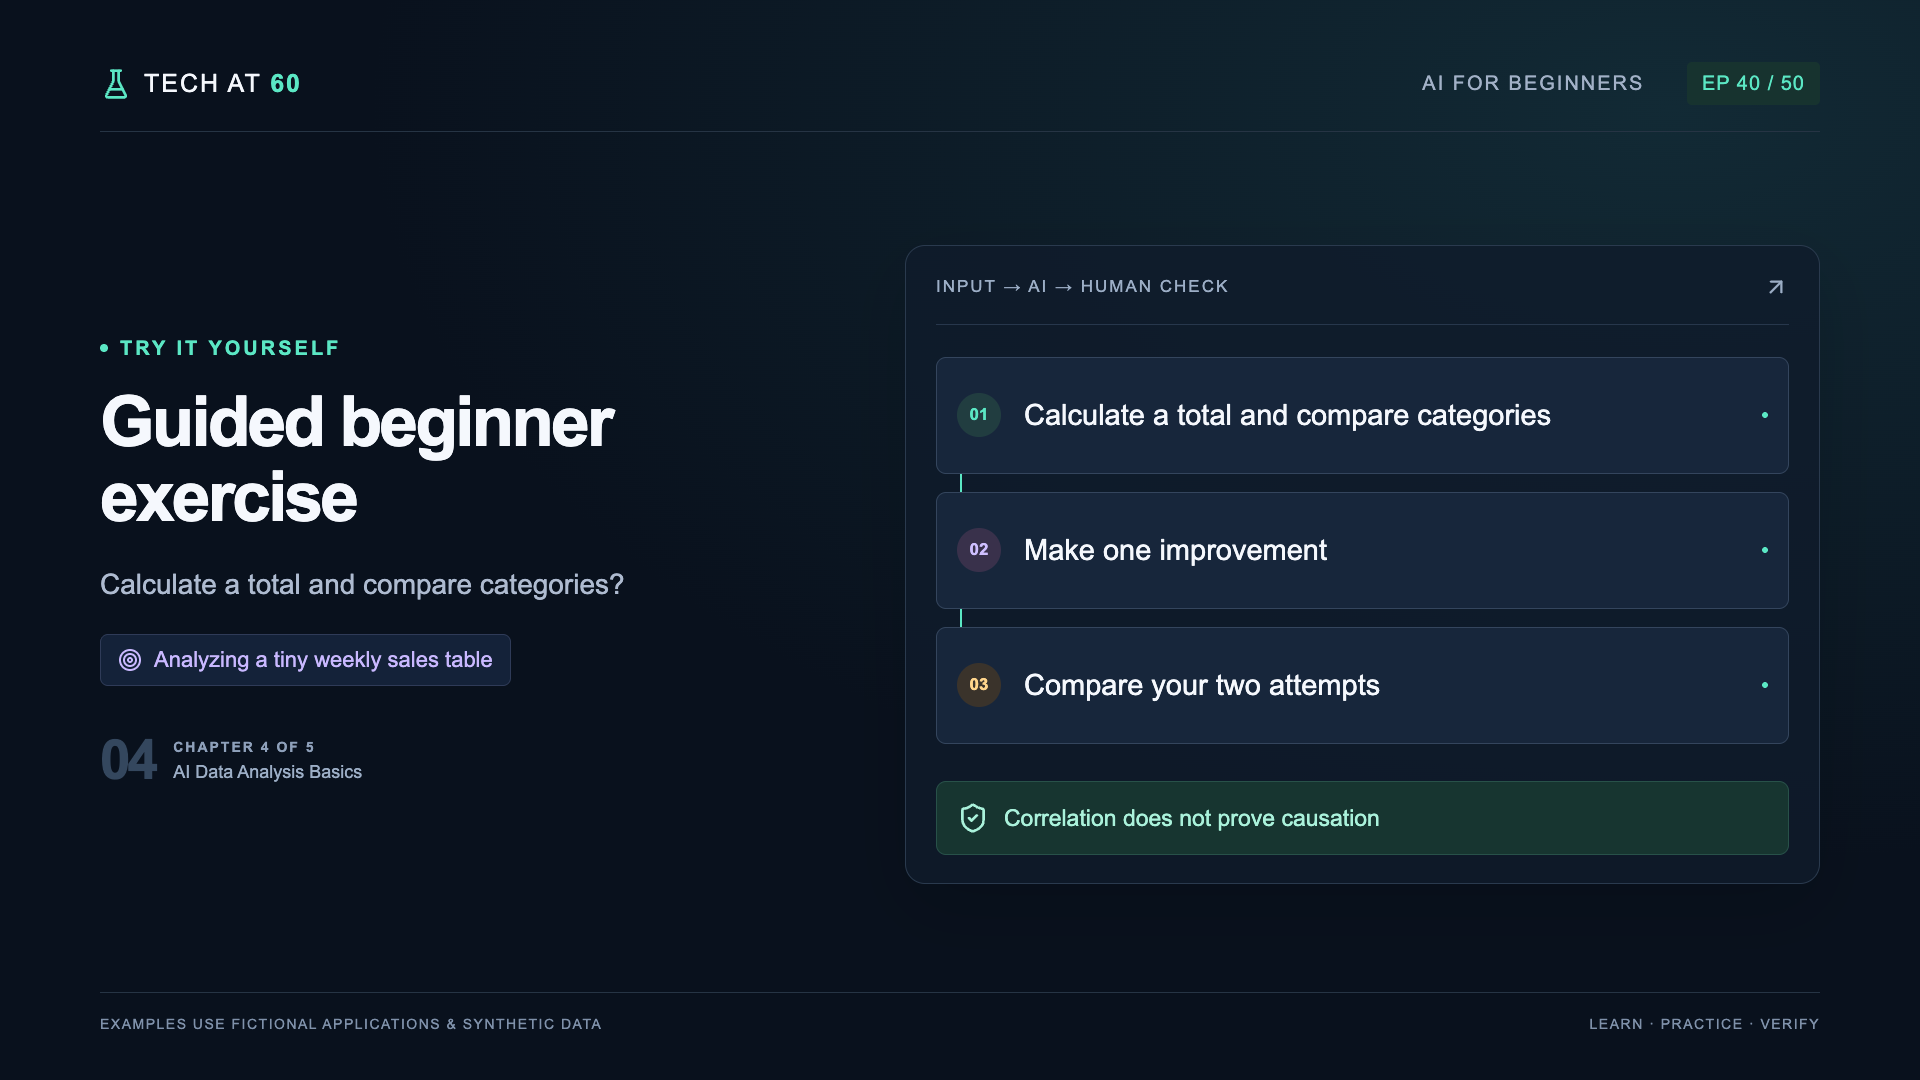 TECH AT 60
AI FOR BEGINNERS
EP 40 / 50
• TRY IT YOURSELF
Guided beginner
exercise
Calculate a total and compare categories?
Analyzing a tiny weekly sales table
04
CHAPTER 4 OF 5
AI Data Analysis Basics
INPUT → AI → HUMAN CHECK
01 Calculate a total and compare categories
02 Make one improvement
03 Compare your two attempts
Correlation does not prove causation
EXAMPLES USE FICTIONAL APPLICATIONS & SYNTHETIC DATA
LEARN · PRACTICE · VERIFY